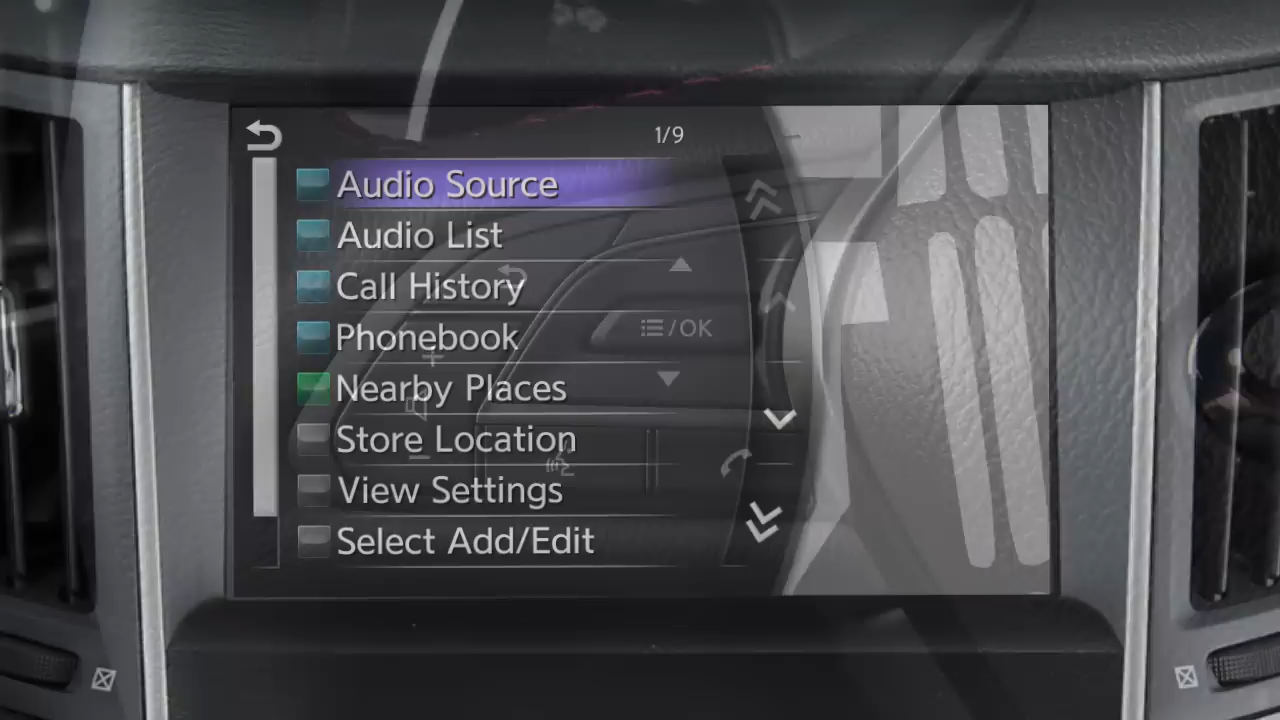 1/9
Audio Source
Audio List
Call History
Phonebook
/OK
Nearby Places
Store Location
View Settings
Select Add/Edit